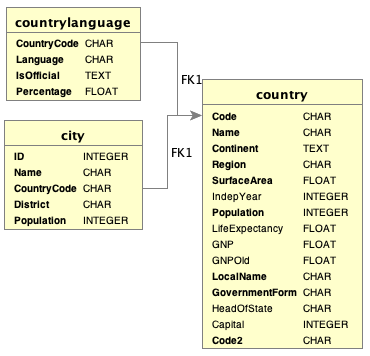 countrylanguage
CountryCode CHAR
Language CHAR
IsOfficial TEXT
Percentage FLOAT
FK1
country
Code CHAR
Name CHAR
Continent TEXT
Region CHAR
SurfaceArea FLOAT
IndepYear INTEGER
Population INTEGER
LifeExpectancy FLOAT
GNP FLOAT
GNPOld FLOAT
LocalName CHAR
GovernmentForm CHAR
HeadOfState CHAR
Capital INTEGER
Code2 CHAR
city
ID INTEGER
Name CHAR
CountryCode CHAR
District CHAR
Population INTEGER
FK1